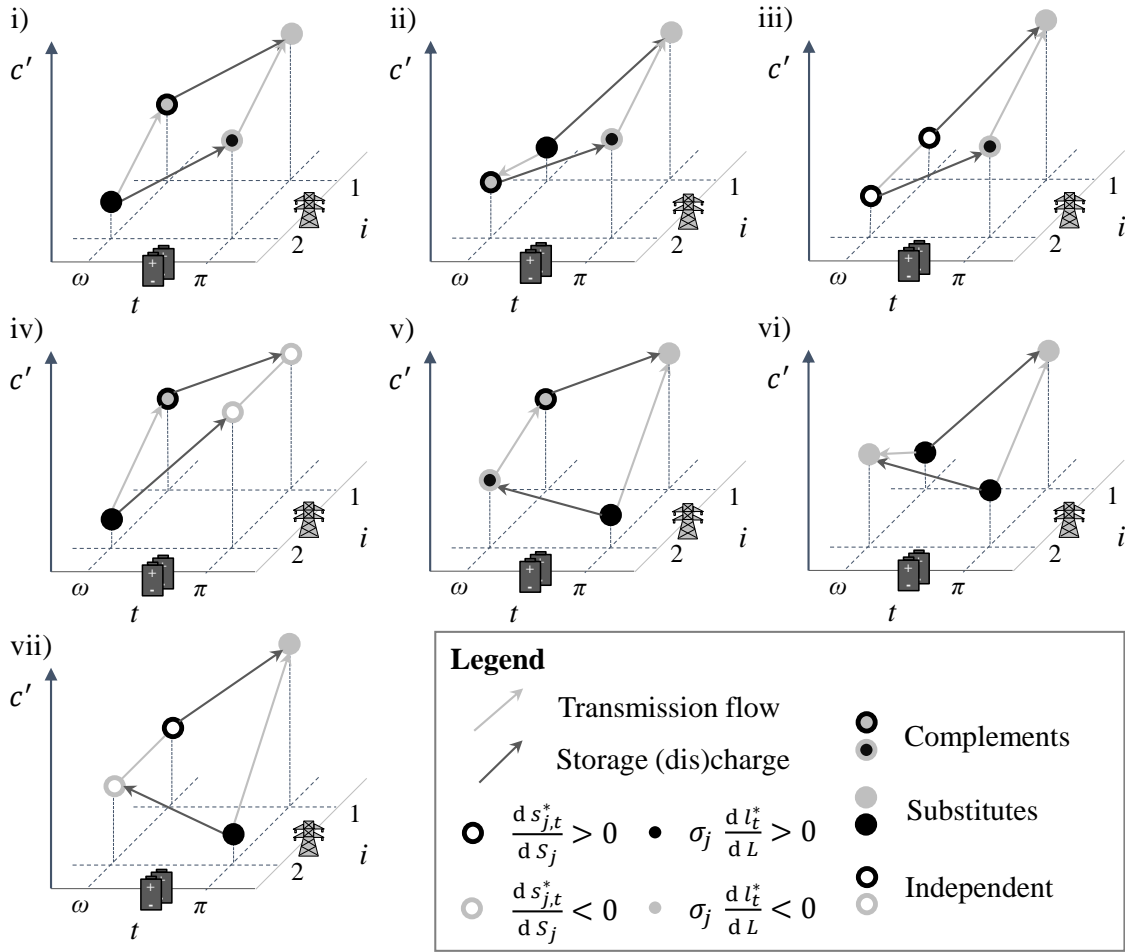 i)
c′
1
2
i
ω
π
t
ii)
c′
1
2
i
ω
π
t
iii)
c′
1
2
i
ω
π
t
iv)
c′
1
2
i
ω
π
t
v)
c′
1
2
i
ω
π
t
vi)
c′
1
2
i
ω
π
t
vii)
c′
1
2
i
ω
π
t
Legend
Transmission flow
Storage (dis)charge
d s*j,t / d Sj > 0
σj d l*t / d L > 0
d s*j,t / d Sj < 0
σj d l*t / d L < 0
Complements
Substitutes
Independent